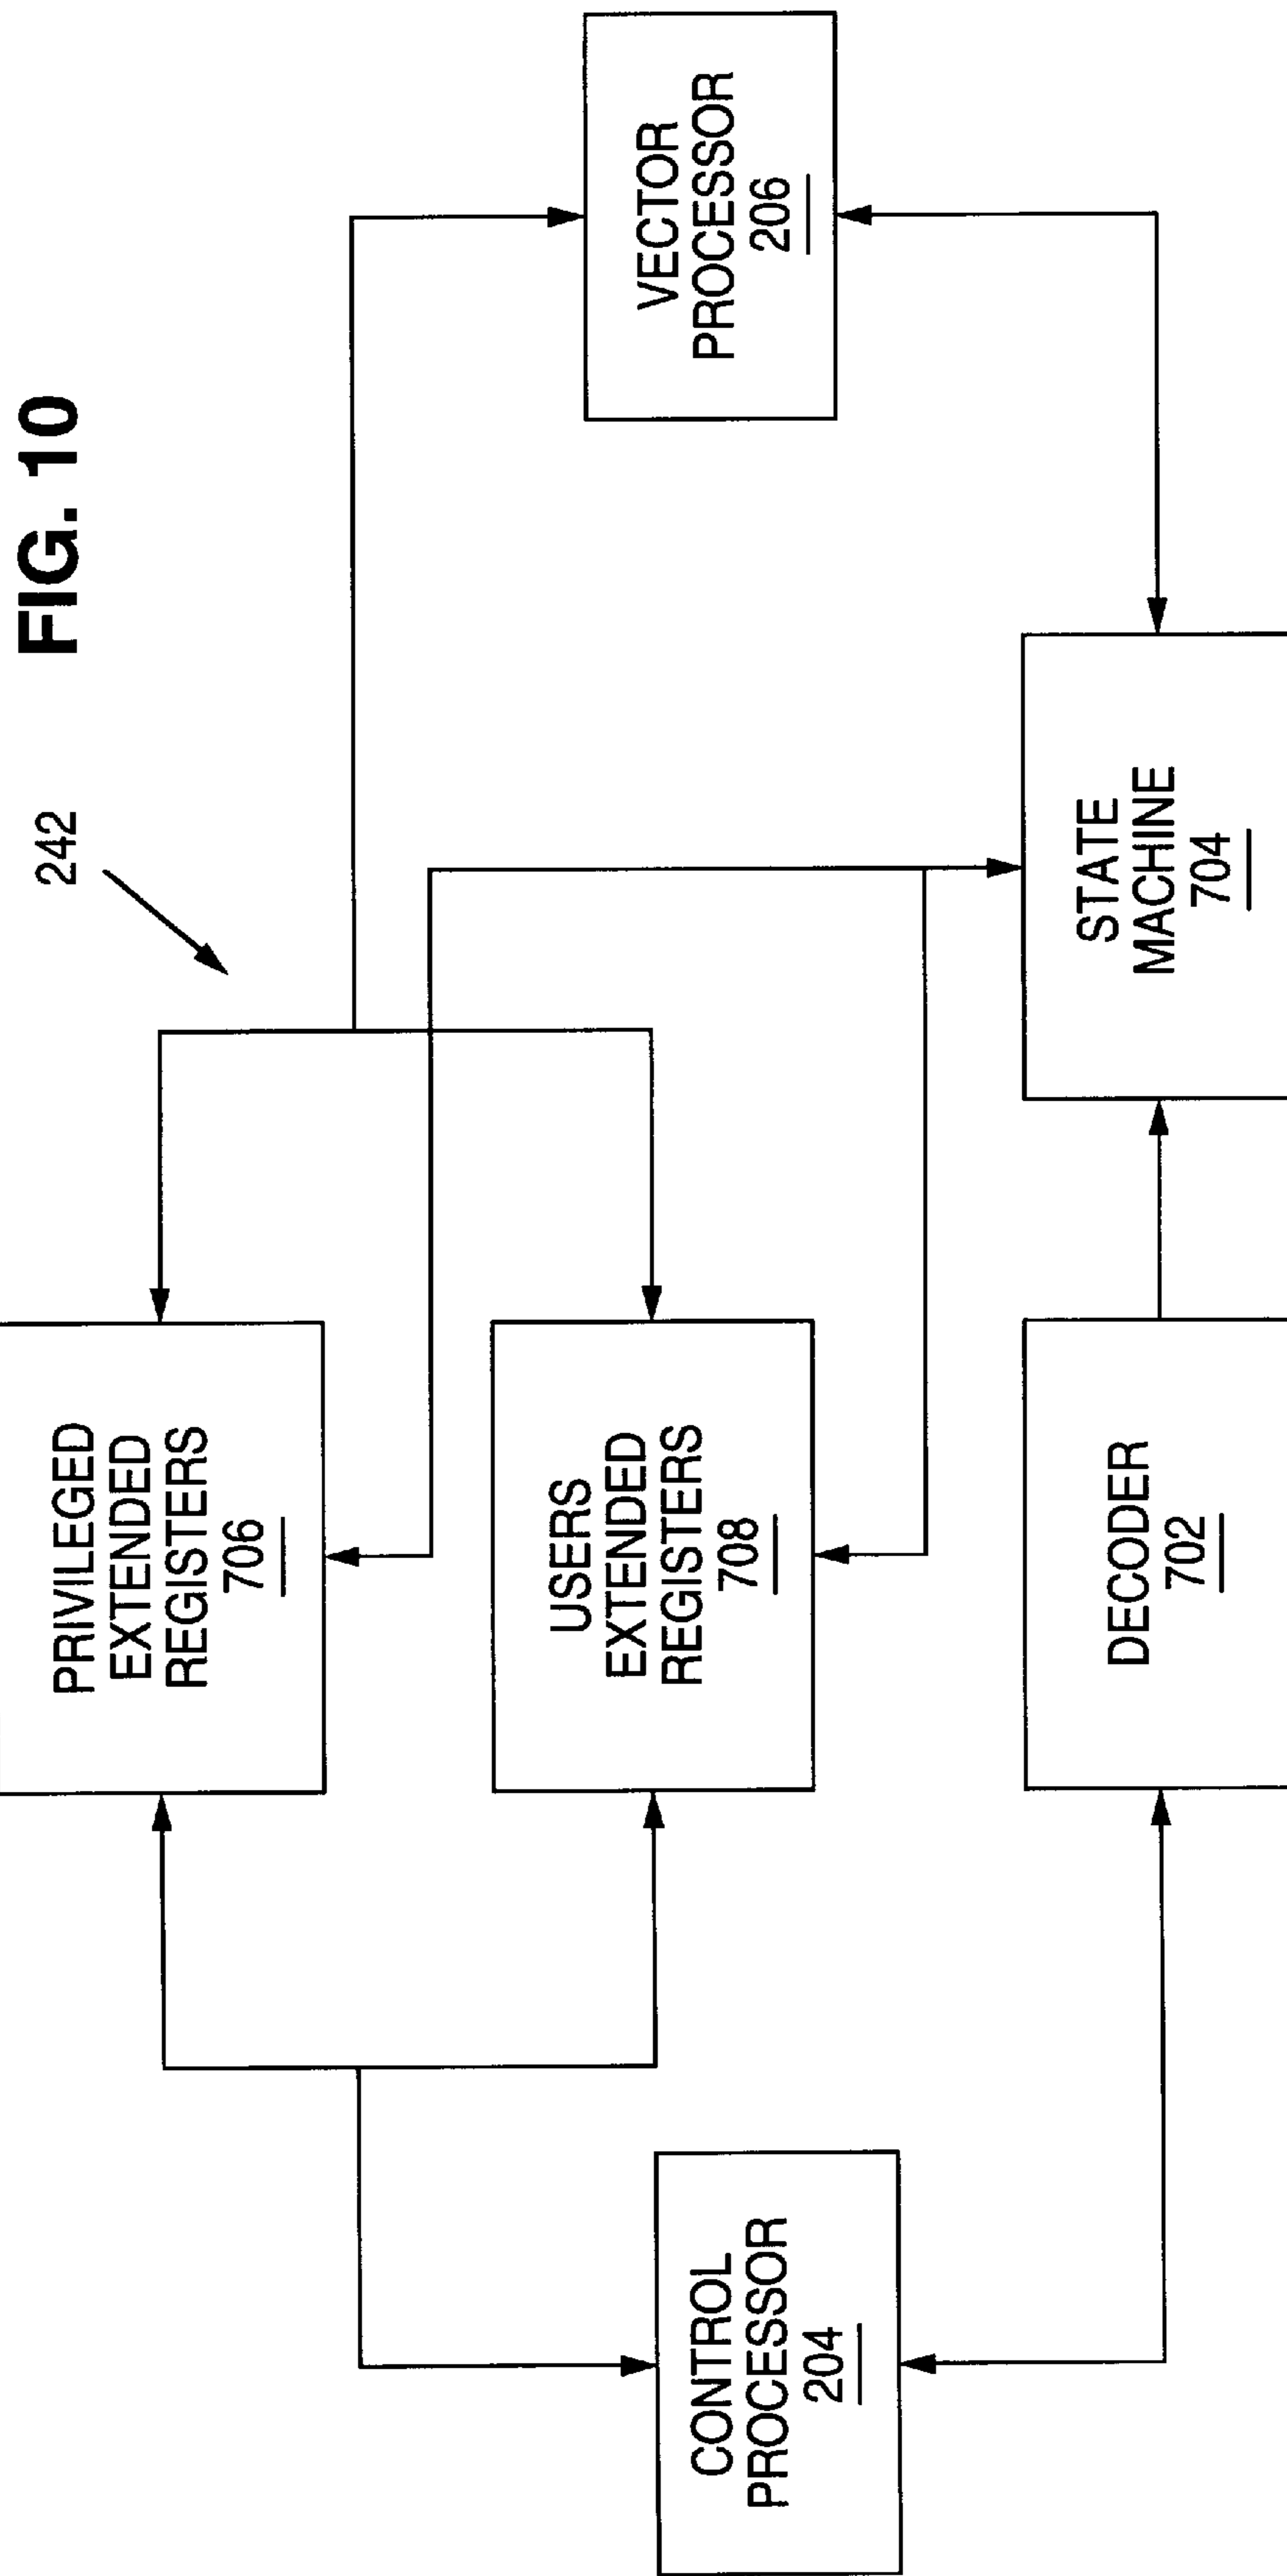 FIG. 10
242
PRIVILEGED
EXTENDED
REGISTERS
706
USERS
EXTENDED
REGISTERS
708
CONTROL
PROCESSOR
204
VECTOR
PROCESSOR
206
DECODER
702
STATE
MACHINE
704